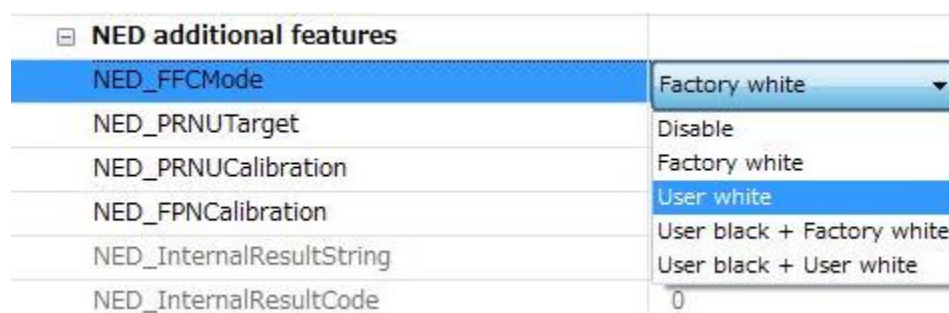 NED additional features
NED_FFCMode Factory white
NED_PRNUTarget Disable
NED_PRNUCalibration Factory white
User white
NED_FPNCalibration User black + Factory white
NED_InternalResultString User black + User white
NED_InternalResultCode 0